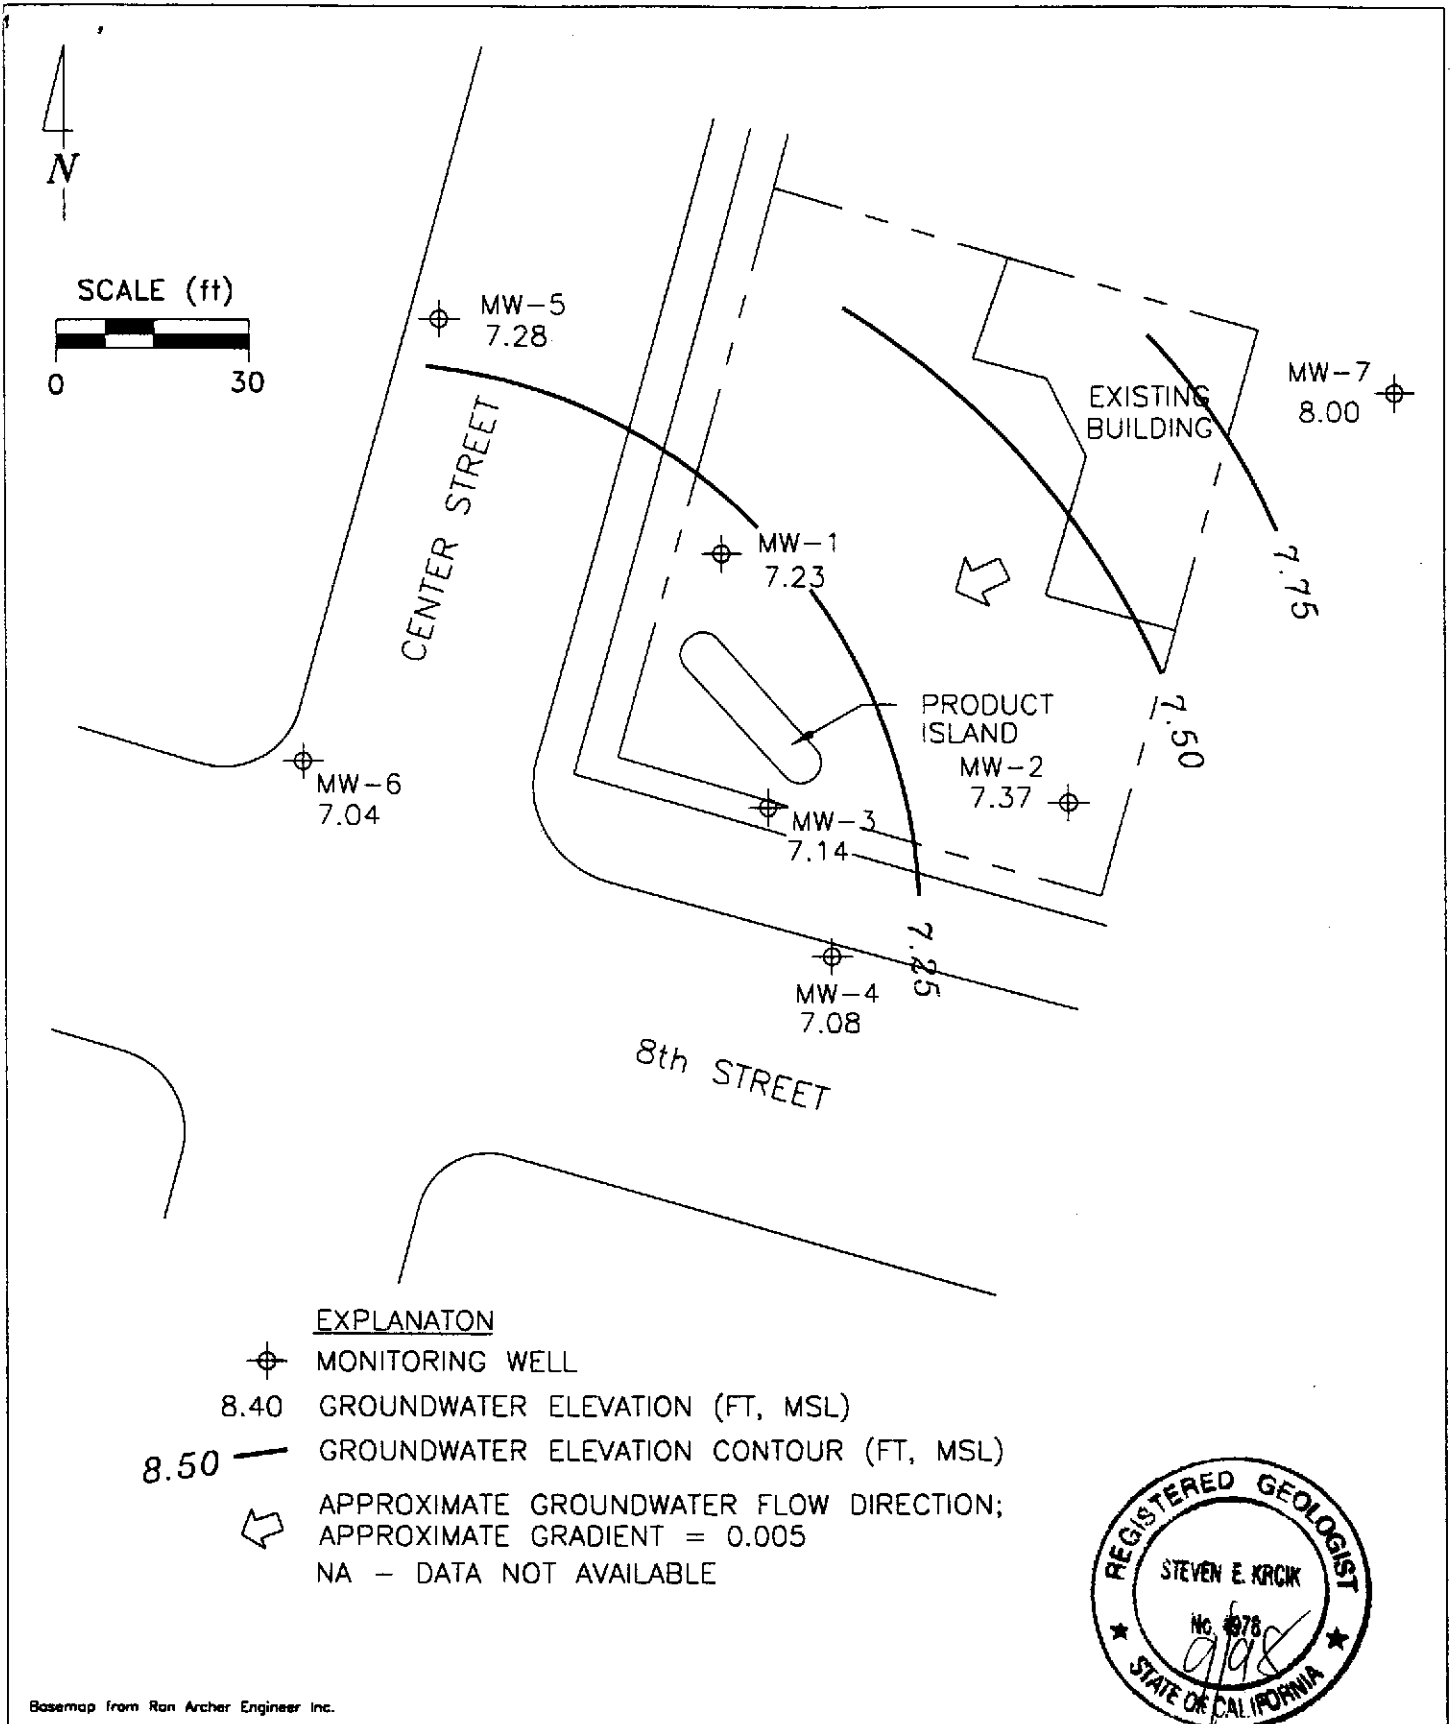 N
SCALE (ft)
0 30
MW-5
7.28
MW-7
8.00
EXISTING
BUILDING
CENTER STREET
MW-1
7.23
7.75
PRODUCT
ISLAND
7.50
MW-2
7.37
MW-6
7.04
MW-3
7.14
7.25
MW-4
7.08
8th STREET
EXPLANATON
MONITORING WELL
8.40 GROUNDWATER ELEVATION (FT, MSL)
8.50 GROUNDWATER ELEVATION CONTOUR (FT, MSL)
APPROXIMATE GROUNDWATER FLOW DIRECTION;
APPROXIMATE GRADIENT = 0.005
NA - DATA NOT AVAILABLE
REGISTERED GEOLOGIST
STEVEN E. KRCIK
No.
9/98
STATE OF CALIFORNIA
Basemap from Ron Archer Engineer Inc.